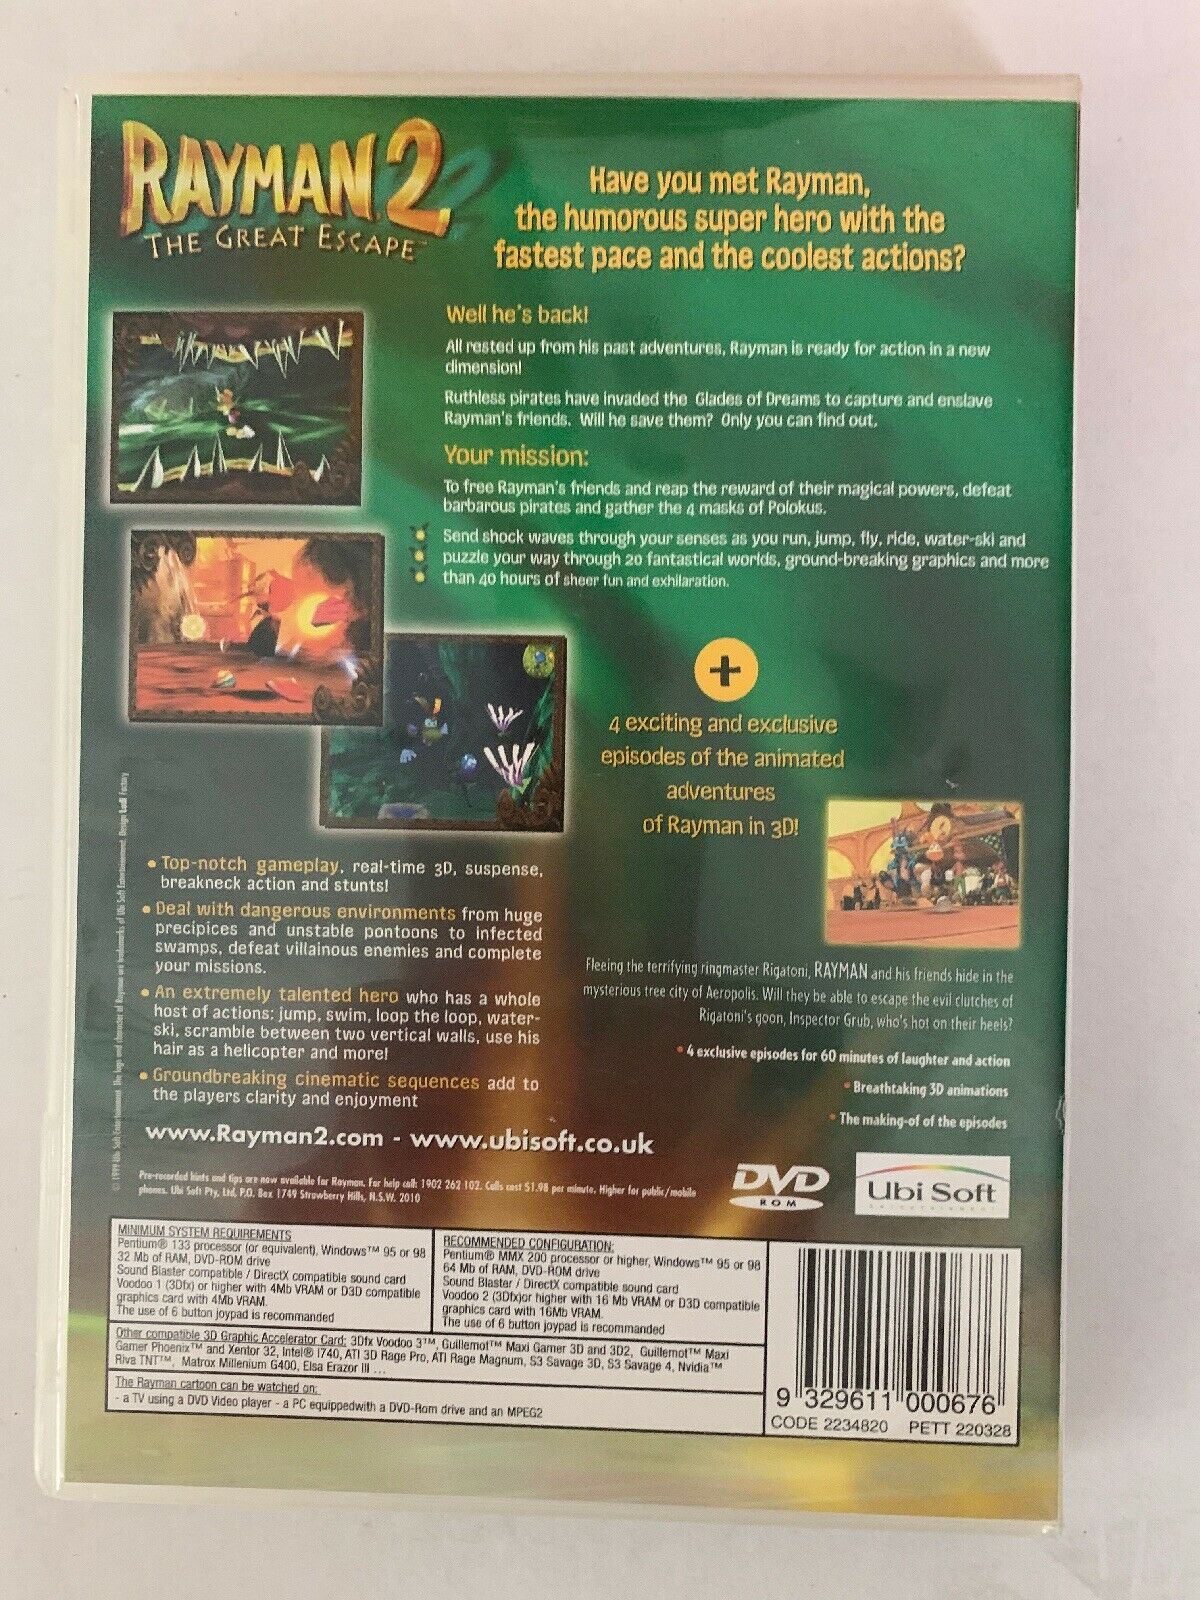 RAYMAN 2
THE GREAT ESCAPE™
Have you met Rayman,
the humorous super hero with the
fastest pace and the coolest actions?
Well he's back!
All rested up from his past adventures, Rayman is ready for action in a new
dimension!
Ruthless pirates have invaded the Glades of Dreams to capture and enslave
Rayman's friends. Will he save them? Only you can find out.
Your mission:
To free Rayman's friends and reap the reward of their magical powers, defeat
barbarous pirates and gather the 4 masks of Polokus.
Send shock waves through your senses as you run, jump, fly, ride, water-ski and
puzzle your way through 20 fantastical worlds, ground-breaking graphics and more
than 40 hours of sheer fun and exhilaration.
+
4 exciting and exclusive
episodes of the animated
adventures
of Rayman in 3D!
• Top-notch gameplay, real-time 3D, suspense,
breakneck action and stunts!
• Deal with dangerous environments from huge
precipices and unstable pontoons to infected
swamps, defeat villainous enemies and complete
your missions.
• An extremely talented hero who has a whole
host of actions: jump, swim, loop the loop, water-
ski, scramble between two vertical walls, use his
hair as a helicopter and more!
• Groundbreaking cinematic sequences add to
the players clarity and enjoyment
Fleeing the terrifying ringmaster Rigatoni, RAYMAN and his friends hide in the
mysterious tree city of Aeropolis. Will they be able to escape the evil clutches of
Rigatoni's goon, Inspector Grub, who's hot on their heels?
• 4 exclusive episodes for 60 minutes of laughter and action
• Breathtaking 3D animations
• The making-of of the episodes
www.Rayman2.com - www.ubisoft.co.uk
Pre-recorded hints and tips are now available for Rayman. For help call: 1902 262 102. Calls cost $1.98 per minute. Higher for public/mobile
phones. Ubi Soft Pty, Ltd, P.O. Box 1749 Strawberry Hills, N.S.W. 2010
© 1999 Ubi Soft Entertainment. The logo and character of Rayman are trademarks of Ubi Soft Entertainment. Design Ludi Factory
DVD
ROM
Ubi Soft
ENTERTAINMENT
MINIMUM SYSTEM REQUIREMENTS
Pentium® 133 processor (or equivalent), Windows™ 95 or 98
32 Mb of RAM, DVD-ROM drive
Sound Blaster compatible / DirectX compatible sound card
Voodoo 1 (3Dfx) or higher with 4Mb VRAM or D3D compatible
graphics card with 4Mb VRAM.
The use of 6 button joypad is recommanded
RECOMMENDED CONFIGURATION:
Pentium® MMX 200 processor or higher, Windows™ 95 or 98
64 Mb of RAM, DVD-ROM drive
Sound Blaster / DirectX compatible sound card
Voodoo 2 (3Dfx)or higher with 16 Mb VRAM or D3D compatible
graphics card with 16Mb VRAM.
The use of 6 button joypad is recommanded
Other compatible 3D Graphic Accelerator Card: 3Dfx Voodoo 3™, Guillemot™ Maxi Gamer 3D and 3D2, Guillemot™ Maxi
Gamer Phoenix™ and Xentor 32, Intel® I740, ATI 3D Rage Pro, ATI Rage Magnum, S3 Savage 3D, S3 Savage 4, Nvidia™
Riva TNT™, Matrox Millenium G400, Elsa Erazor III ...
The Rayman cartoon can be watched on:
- a TV using a DVD Video player - a PC equippedwith a DVD-Rom drive and an MPEG2
9 329611 000676
CODE 2234820 PETT 220328